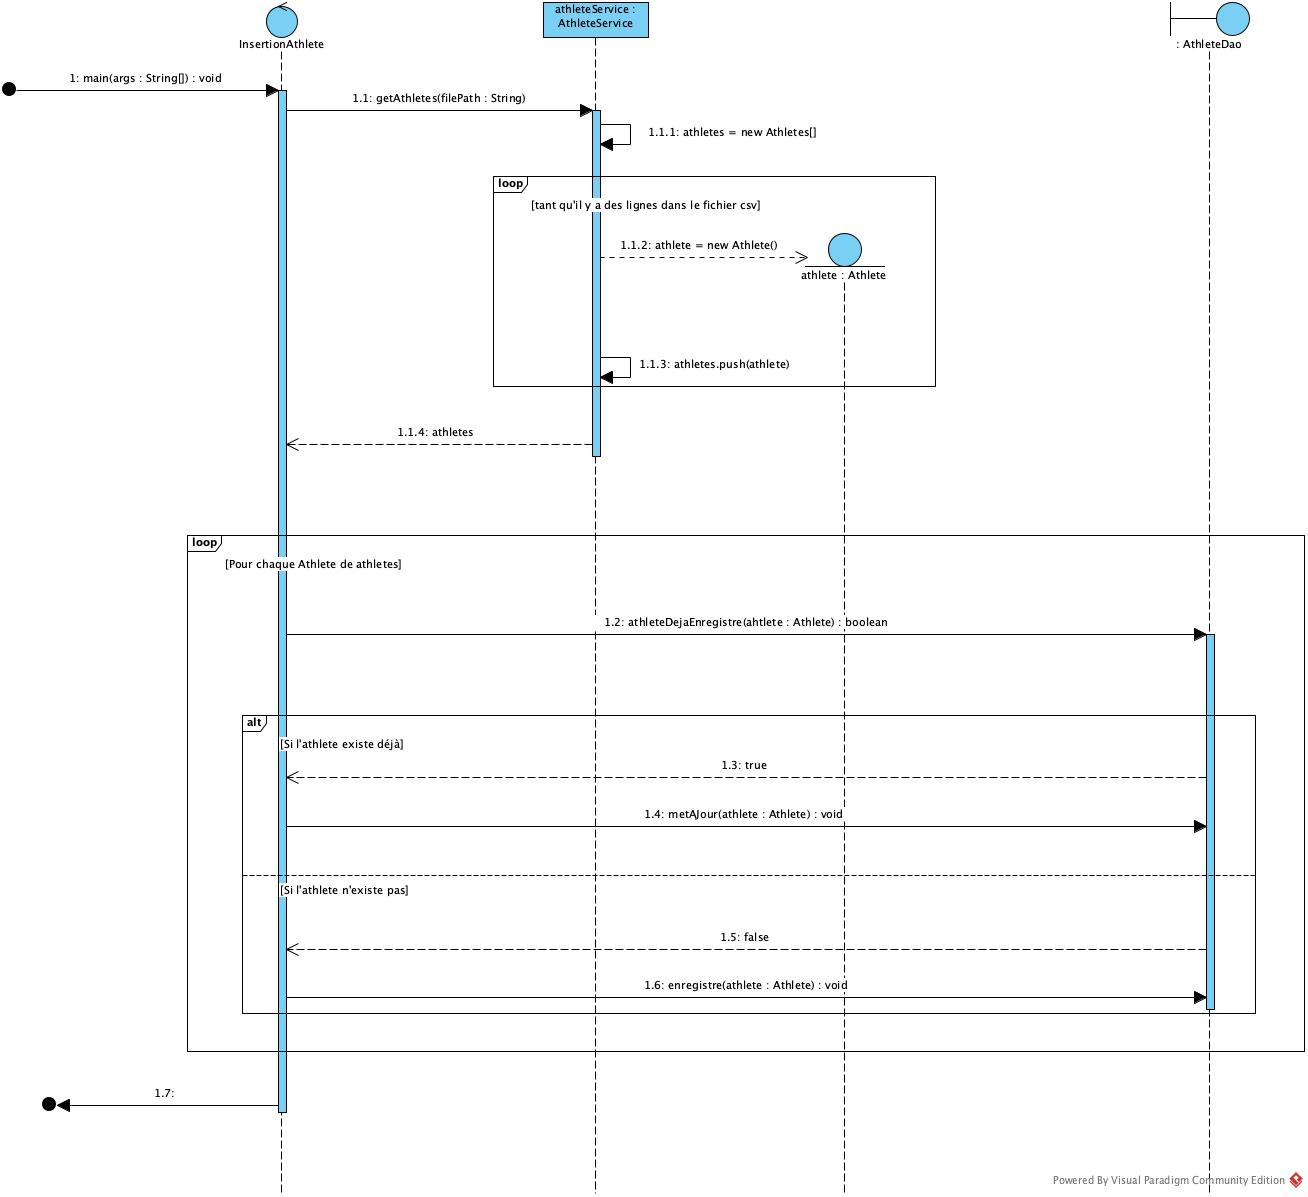 athleteService :
AthleteService
InsertionAthlete
: AthleteDao
1: main(args : String[]) : void
1.1: getAthletes(filePath : String)
1.1.1: athletes = new Athletes[]
loop
[tant qu'il y a des lignes dans le fichier csv]
1.1.2: athlete = new Athlete()
athlete : Athlete
1.1.3: athletes.push(athlete)
1.1.4: athletes
loop
[Pour chaque Athlete de athletes]
1.2: athleteDejaEnregistre(ahtlete : Athlete) : boolean
alt
[Si l'athlete existe déjà]
1.3: true
1.4: metAJour(athlete : Athlete) : void
[Si l'athlete n'existe pas]
1.5: false
1.6: enregistre(athlete : Athlete) : void
1.7:
Powered By Visual Paradigm Community Edition